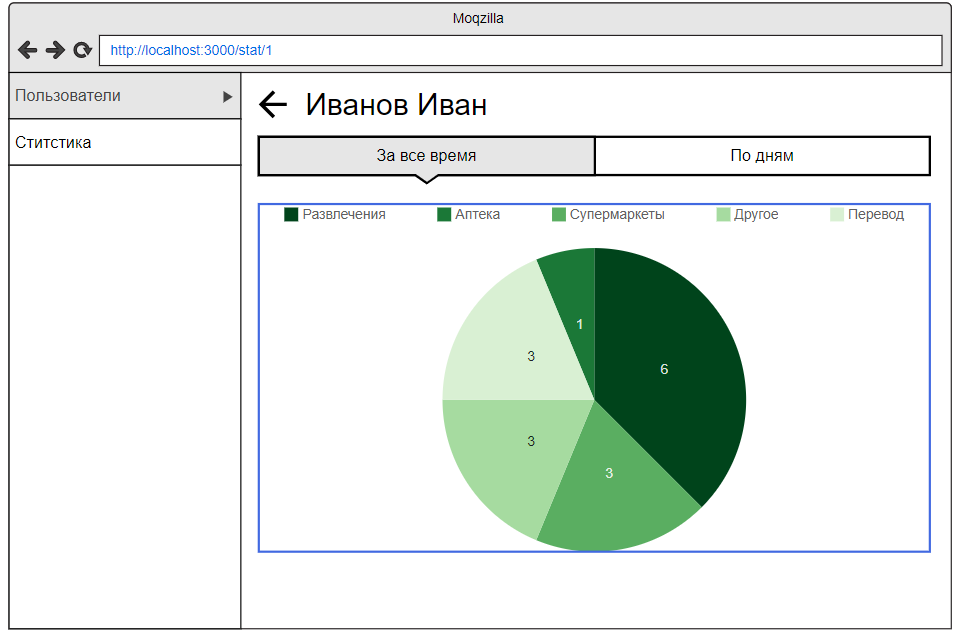 Moqzilla
http://localhost:3000/stat/1
Пользователи
Ститстика
Иванов Иван
За все время По дням
Развлечения Аптека Супермаркеты Другое Перевод
1
3
6
3
3